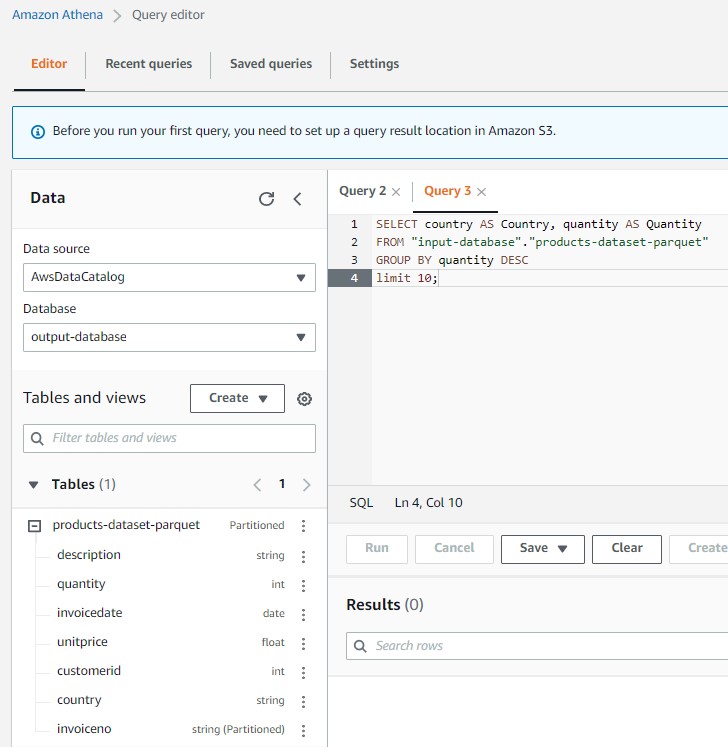 Amazon Athena > Query editor
Editor Recent queries Saved queries Settings
Before you run your first query, you need to set up a query result location in Amazon S3.
Data
Data source
AwsDataCatalog
Database
output-database
Tables and views Create
Filter tables and views
Tables (1) < 1 >
products-dataset-parquet Partitioned
description string
quantity int
invoicedate date
unitprice float
customerid int
country string
invoiceno string (Partitioned)
Query 2 × Query 3 ×
1 SELECT country AS Country, quantity AS Quantity
2 FROM "input-database"."products-dataset-parquet"
3 GROUP BY quantity DESC
4 limit 10;
SQL Ln 4, Col 10
Run Cancel Save Clear Create
Results (0)
Search rows